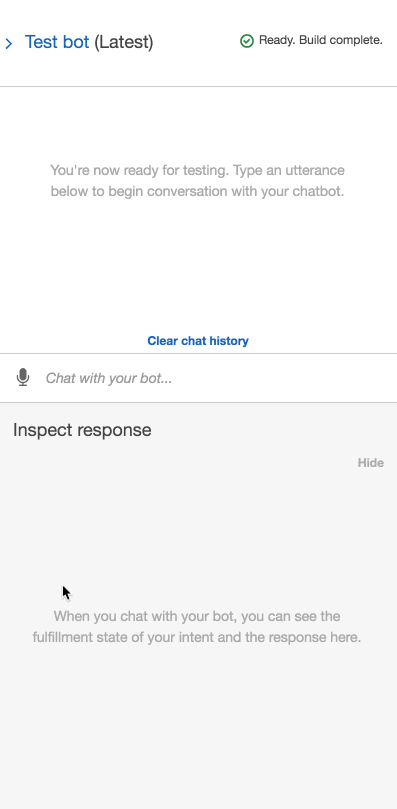 Test bot (Latest)
Ready. Build complete.
You're now ready for testing. Type an utterance
below to begin conversation with your chatbot.
Clear chat history
Chat with your bot...
Inspect response
Hide
When you chat with your bot, you can see the
fulfillment state of your intent and the response here.